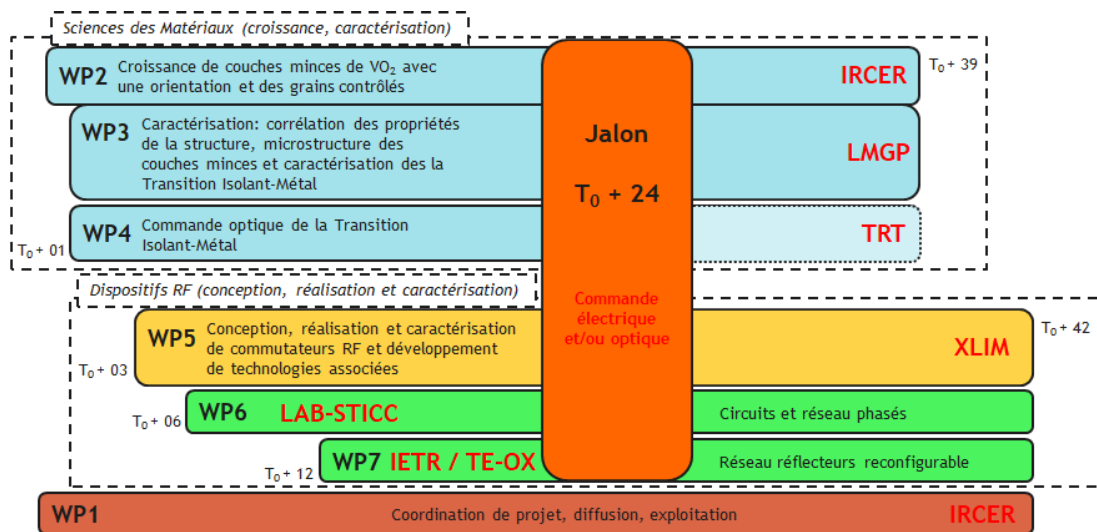 Sciences des Matériaux (croissance, caractérisation)
WP2
Croissance de couches minces de VO₂ avec
une orientation et des grains contrôlés
IRCER
T₀ + 39
WP3
Caractérisation: corrélation des propriétés
de la structure, microstructure des
couches minces et caractérisation des la
Transition Isolant-Métal
LMGP
Jalon
T₀ + 24
WP4
Commande optique de la Transition
Isolant-Métal
TRT
T₀ + 01
Dispositifs RF (conception, réalisation et caractérisation)
Commande
électrique
et/ou optique
WP5
Conception, réalisation et caractérisation
de commutateurs RF et développement
de technologies associées
XLIM
T₀ + 42
T₀ + 03
WP6
LAB-STICC
Circuits et réseau phasés
T₀ + 06
WP7
IETR / TE-OX
Réseau réflecteurs reconfigurable
T₀ + 12
WP1
Coordination de projet, diffusion, exploitation
IRCER